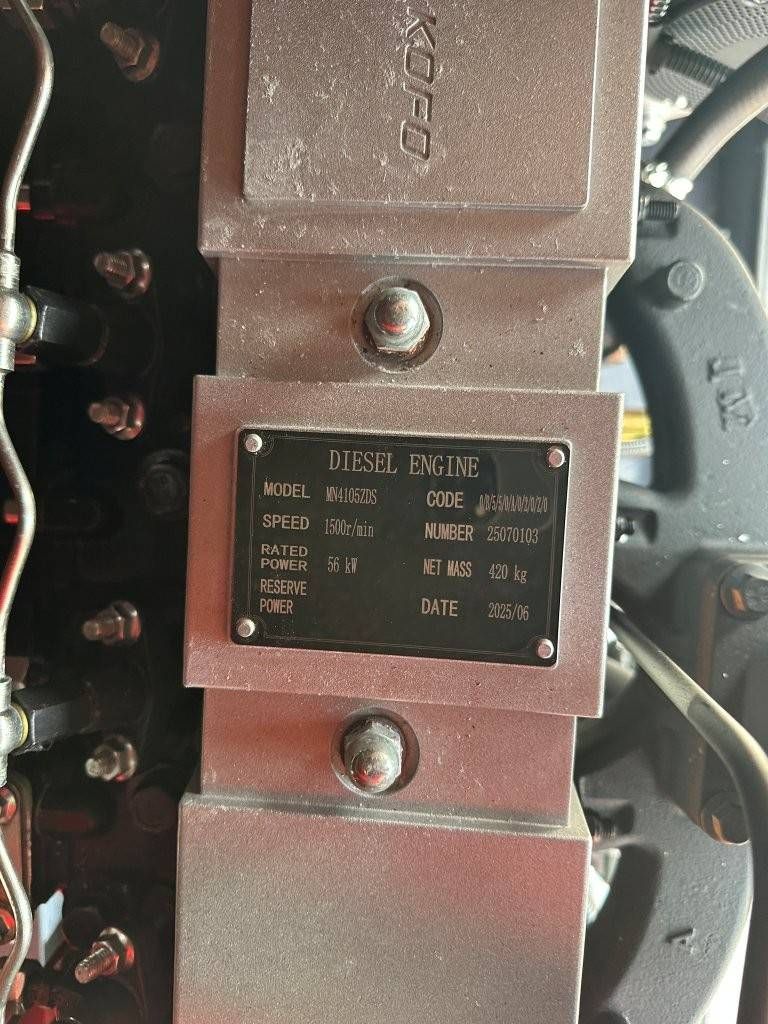 KOFO
DIESEL ENGINE
MODEL MN4105ZDS CODE
SPEED 1500r/min NUMBER 25070103
RATED POWER 56 kW NET MASS 420 kg
RESERVE POWER DATE 2025/06
A